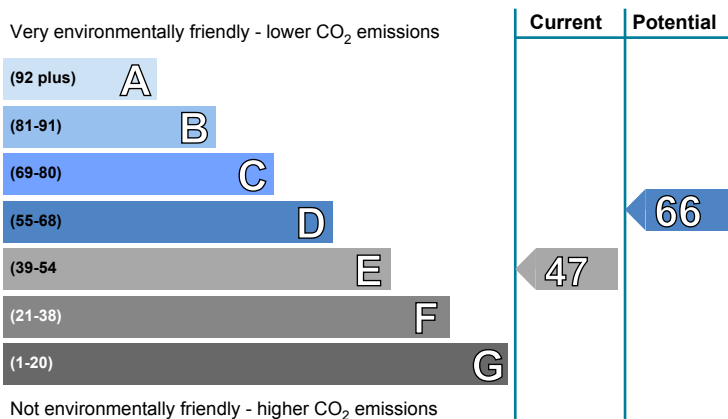 Current Potential
Very environmentally friendly - lower CO2 emissions
(92 plus) A
(81-91) B
(69-80) C
(55-68) D
66
(39-54 E
47
(21-38) F
(1-20) G
Not environmentally friendly - higher CO2 emissions